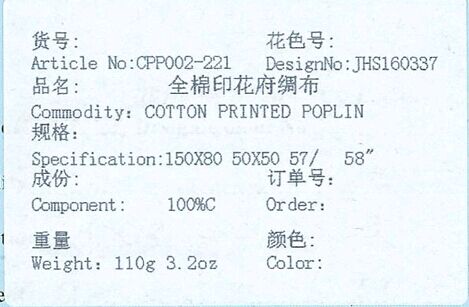 货号: 花色号:
Article No:CPP002-221 DesignNo:JHS160337
品名: 全棉印花府绸布
Commodity: COTTON PRINTED POPLIN
规格:
Specification:150X80 50X50 57/ 58"
成份: 订单号:
Component: 100%C Order:
重量 颜色:
Weight: 110g 3.2oz Color: